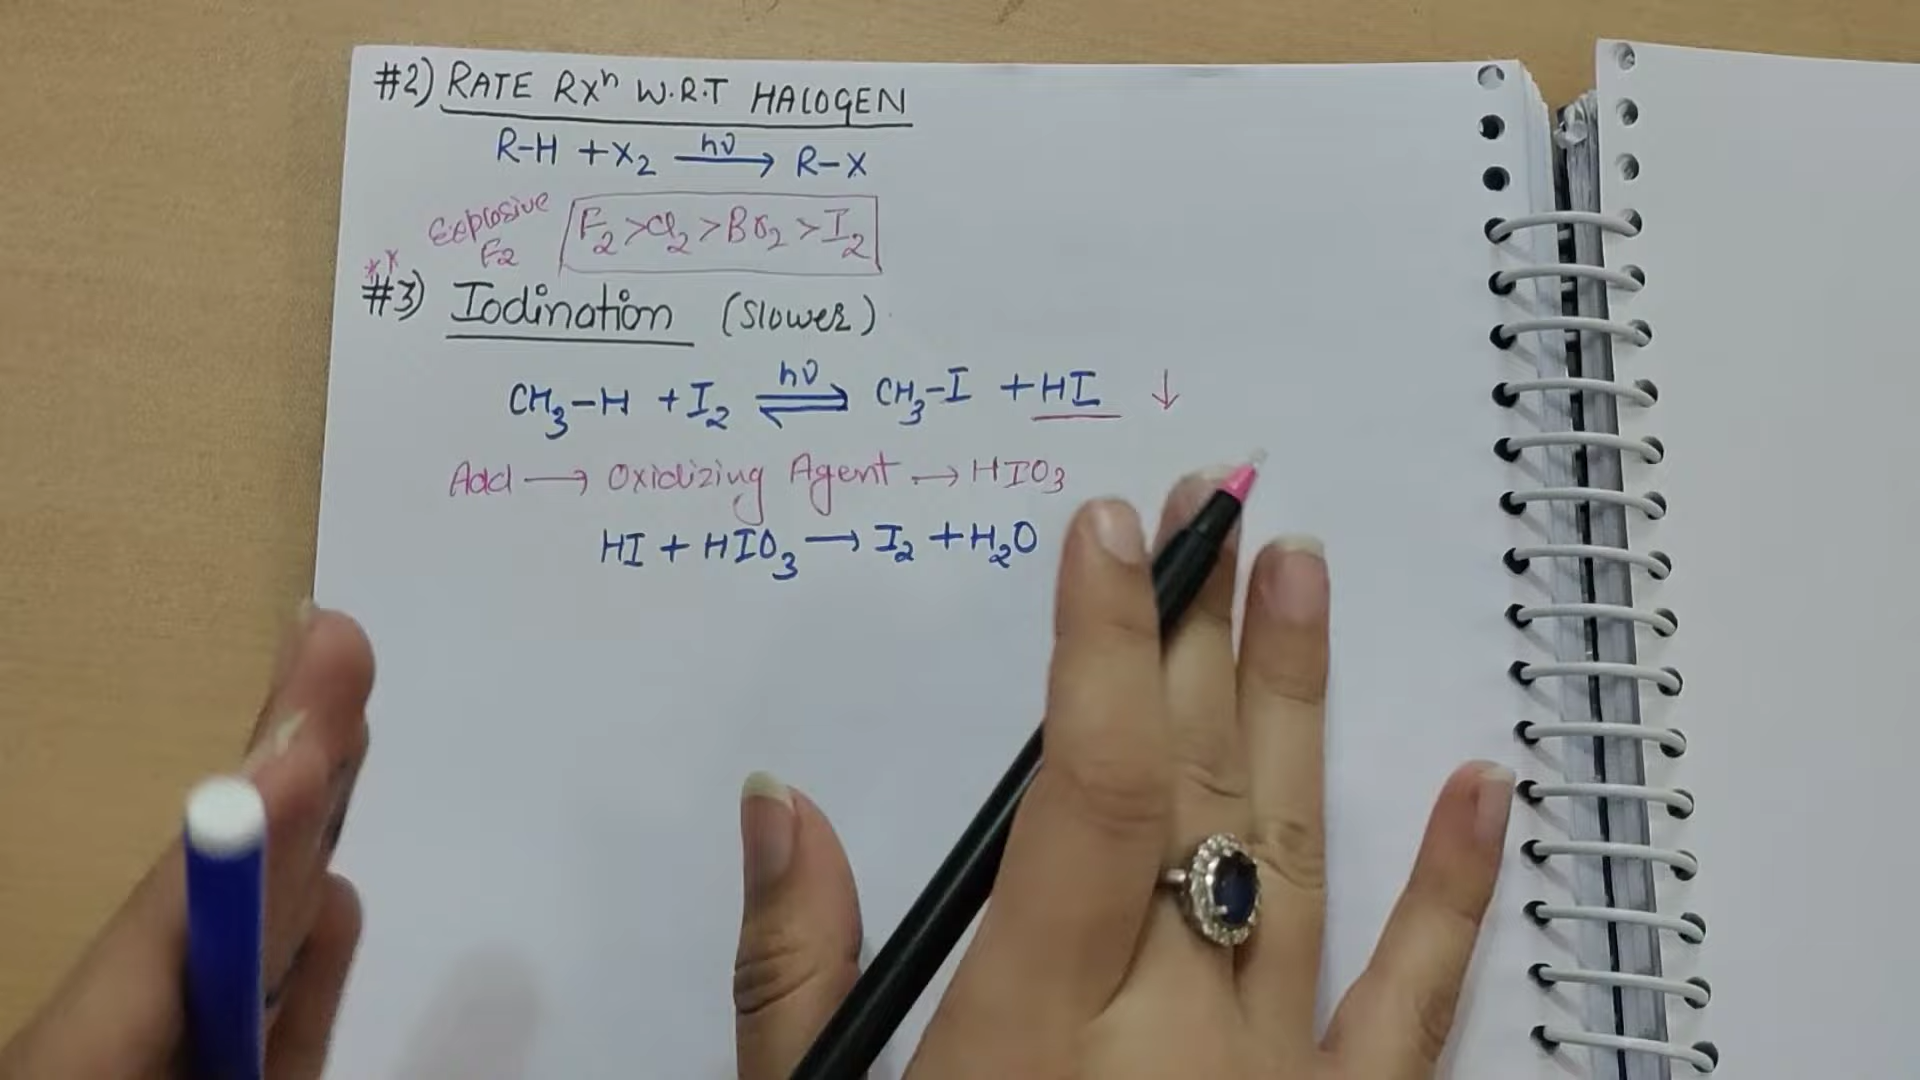 #2) RATE RXⁿ W.R.T HALOGEN
R-H + X₂ —hν→ R-X
Explosive F₂
F₂ > Cl₂ > Br₂ > I₂
** #3) Iodination (Slower)
CH₃-H + I₂ ⇌ hν CH₃-I + HI ↓
Add → Oxidizing Agent → HIO₃
HI + HIO₃ → I₂ + H₂O